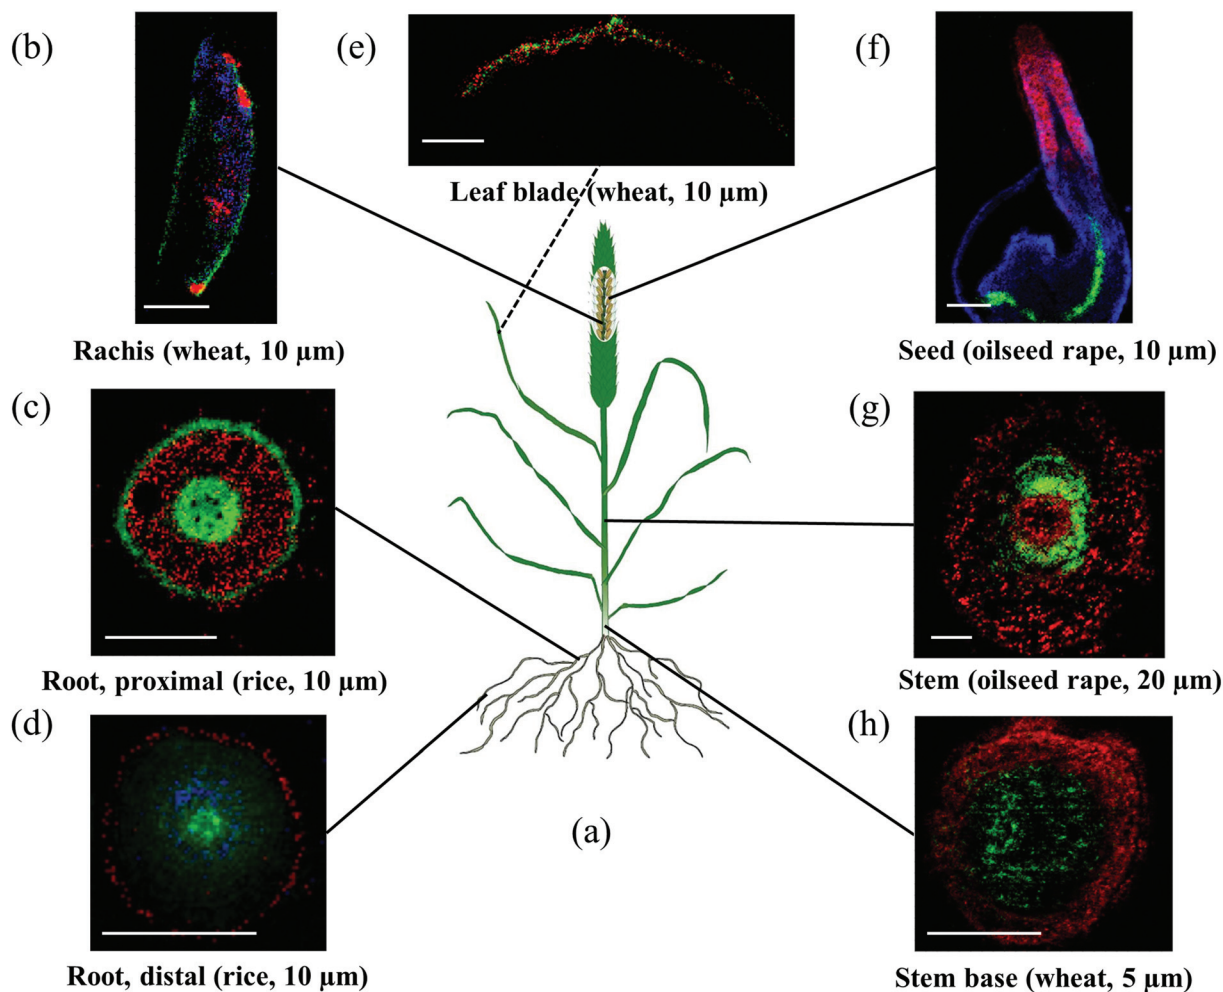 (b)
(e)
(f)
Leaf blade (wheat, 10 μm)
Rachis (wheat, 10 μm)
Seed (oilseed rape, 10 μm)
(c)
(g)
Root, proximal (rice, 10 μm)
Stem (oilseed rape, 20 μm)
(d)
(h)
(a)
Root, distal (rice, 10 μm)
Stem base (wheat, 5 μm)